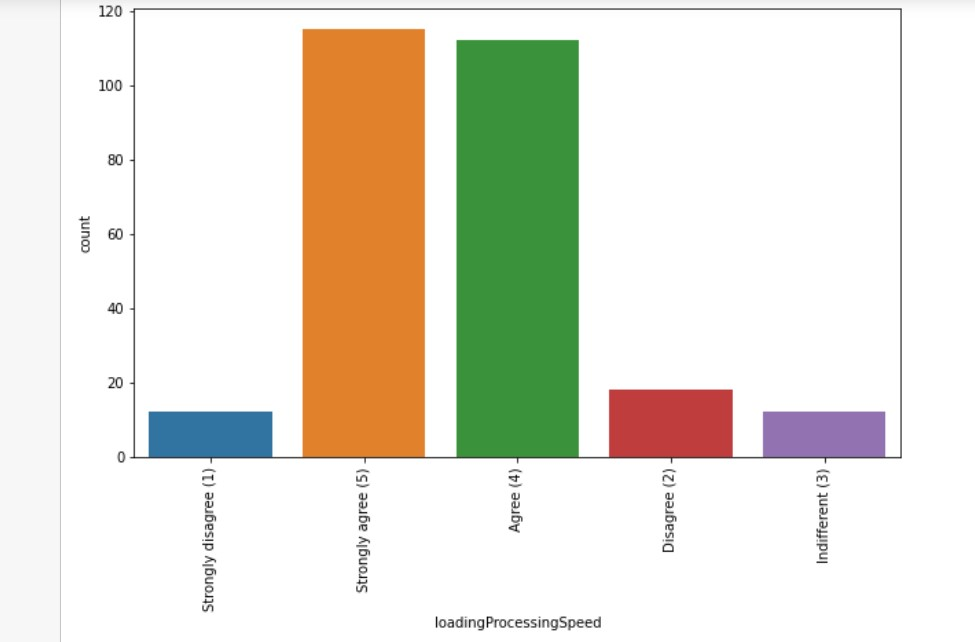 120
100
80
60
40
20
0
count
Strongly disagree (1)
Strongly agree (5)
Agree (4)
Disagree (2)
Indifferent (3)
loadingProcessingSpeed